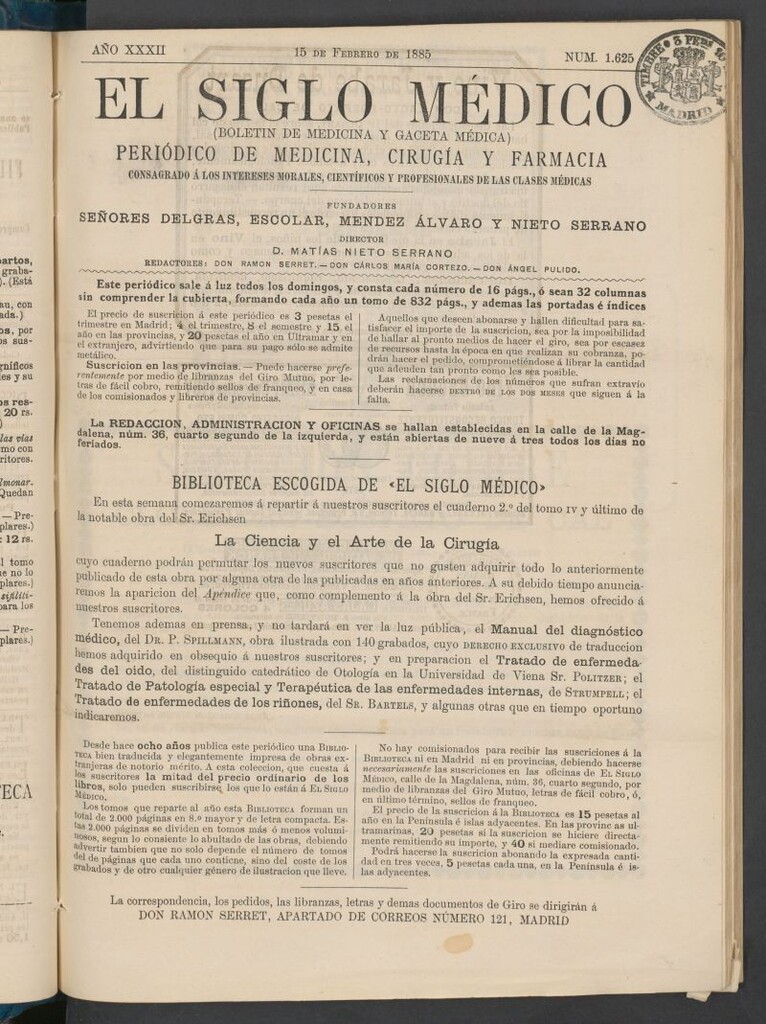 AÑO XXXII
15 DE FEBRERO DE 1885
NUM. 1.625
TIMBRE 3 PERS
MADRID
EL SIGLO MÉDICO
(BOLETIN DE MEDICINA Y GACETA MÉDICA)
PERIÓDICO DE MEDICINA, CIRUGÍA Y FARMACIA
CONSAGRADO Á LOS INTERESES MORALES, CIENTÍFICOS Y PROFESIONALES DE LAS CLASES MÉDICAS
FUNDADORES
SEÑORES DELGRAS, ESCOLAR, MENDEZ ÁLVARO Y NIETO SERRANO
DIRECTOR
D. MATÍAS NIETO SERRANO
REDACTORES: DON RAMON SERRET. — DON CÁRLOS MARÍA CORTEZO. — DON ÁNGEL PULIDO.
Este periódico sale á luz todos los domingos, y consta cada número de 16 págs., ó sean 32 columnas
sin comprender la cubierta, formando cada año un tomo de 832 págs., y ademas las portadas é índices
El precio de suscricion á este periódico es 3 pesetas el
trimestre en Madrid; 4 el trimestre, 8 el semestre y 15 el
año en las provincias, y 20 pesetas el año en Ultramar y en
el extranjero, advirtiendo que para su pago sólo se admite
metálico.
Suscricion en las provincias. — Puede hacerse prefe-
rentemente por medio de libranzas del Giro Mutuo, por le-
tras de fácil cobro, remitiendo sellos de franqueo, y en casa
de los comisionados y libreros de provincias.
Aquellos que deseen abonarse y hallen dificultad para sa-
tisfacer el importe de la suscricion, sea por la imposibilidad
de hallar al pronto medios de hacer el giro, sea por escasez
de recursos hasta la época en que realizan su cobranza, po-
drán hacer el pedido, comprometiéndose á librar la cantidad
que adeuden tan pronto como les sea posible.
Las reclamaciones de los números que sufran extravío
deberán hacerse DENTRO DE LOS DOS MESES que siguen á la
falta.
La REDACCION, ADMINISTRACION Y OFICINAS se hallan establecidas en la calle de la Mag-
dalena, núm. 36, cuarto segundo de la izquierda, y están abiertas de nueve á tres todos los dias no
feriados.
BIBLIOTECA ESCOGIDA DE «EL SIGLO MÉDICO»
En esta semana comezaremos á repartir á nuestros suscritores el cuaderno 2.º del tomo IV y último de
la notable obra del Sr. Erichsen
La Ciencia y el Arte de la Cirugía
cuyo cuaderno podrán permutar los nuevos suscritores que no gusten adquirir todo lo anteriormente
publicado de esta obra por alguna otra de las publicadas en años anteriores. A su debido tiempo anuncia-
remos la aparicion del Apéndice que, como complemento á la obra del Sr. Erichsen, hemos ofrecido á
nuestros suscritores.
Tenemos ademas en prensa, y no tardará en ver la luz pública, el Manual del diagnóstico
médico, del DR. P. SPILLMANN, obra ilustrada con 140 grabados, cuyo DERECHO EXCLUSIVO de traduccion
hemos adquirido en obsequio á nuestros suscritores; y en preparacion el Tratado de enfermeda-
des del oido, del distinguido catedrático de Otología en la Universidad de Viena Sr. POLITZER; el
Tratado de Patología especial y Terapéutica de las enfermedades internas, de STRUMPELL; el
Tratado de enfermedades de los riñones, del SR. BARTELS, y algunas otras que en tiempo oportuno
indicaremos.
Desde hace ocho años publica este periódico una BIBLIO-
TECA bien traducida y elegantemente impresa de obras ex-
tranjeras de notorio mérito. A esta coleccion, que cuesta á
los suscritores la mitad del precio ordinario de los
libros, solo pueden suscribirse los que lo están á EL SIGLO
MÉDICO.
Los tomos que reparte al año esta BIBLIOTECA forman un
total de 2.000 páginas en 8.º mayor y de letra compacta. Es-
tas 2.000 páginas se dividen en tomos más ó menos volumi-
nosos, segun lo consiente lo abultado de las obras, debiendo
advertir tambien que no solo depende el número de tomos
del de páginas que cada uno contiene, sino del coste de los
grabados y de otro cualquier género de ilustracion que lleve.
No hay comisionados para recibir las suscriciones á la
BIBLIOTECA ni en Madrid ni en provincias, debiendo hacerse
necesariamente las suscriciones en las oficinas de EL SIGLO
MÉDICO, calle de la Magdalena, núm. 36, cuarto segundo, por
medio de libranzas del Giro Mutuo, letras de fácil cobro, ó,
en último término, sellos de franqueo.
El precio de la suscricion á la BIBLIOTECA es 15 pesetas al
año en la Península é islas adyacentes. En las provincias ul-
tramarinas, 20 pesetas si la suscricion se hiciere directa-
mente remitiendo su importe, y 40 si mediare comisionado.
Podrá hacerse la suscricion abonando la expresada canti-
dad en tres veces, 5 pesetas cada una, en la Península é is-
las adyacentes.
La correspondencia, los pedidos, las libranzas, letras y demas documentos de Giro se dirigirán á
DON RAMON SERRET, APARTADO DE CORREOS NÚMERO 121, MADRID